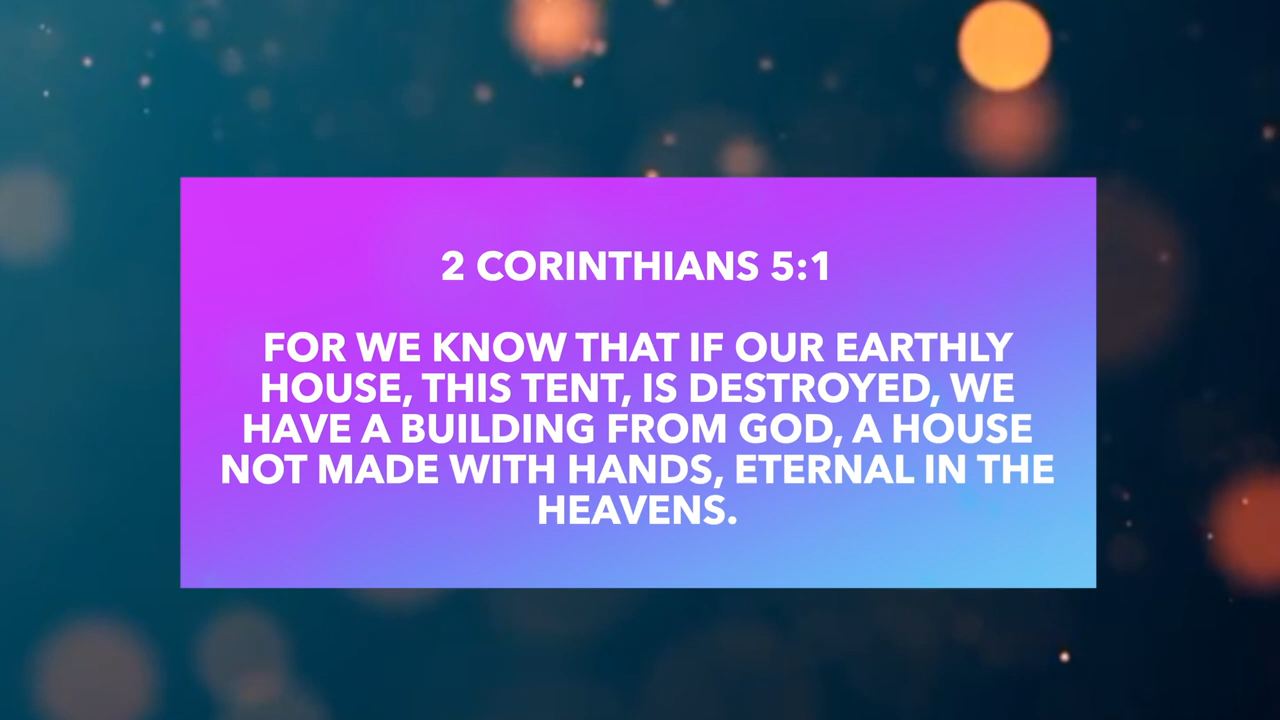 2 CORINTHIANS 5:1
FOR WE KNOW THAT IF OUR EARTHLY
HOUSE, THIS TENT, IS DESTROYED, WE
HAVE A BUILDING FROM GOD, A HOUSE
NOT MADE WITH HANDS, ETERNAL IN THE
HEAVENS.